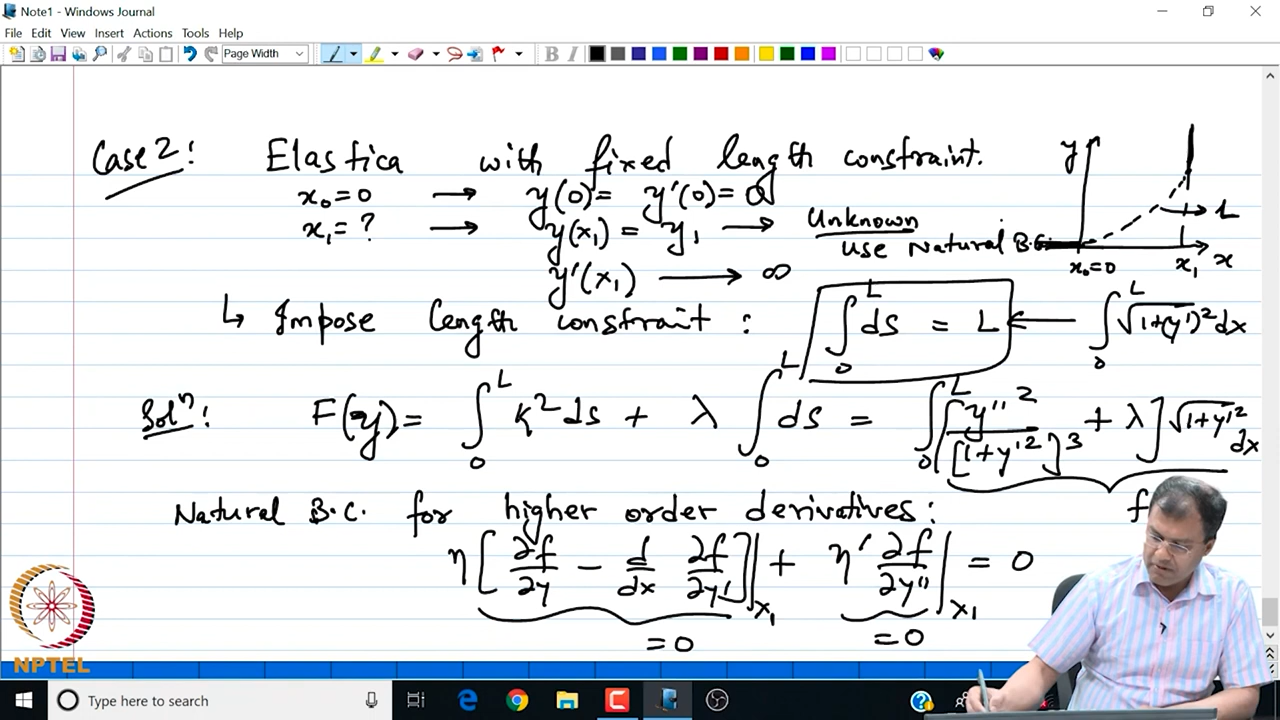 Note1 - Windows Journal
File Edit View Insert Actions Tools Help
Page Width
Case 2: Elastica with fixed length constraint.
x₀ = 0 → y(0) = y'(0) = 0
x₁ = ? → y(x₁) = y₁ → Unknown
Use Natural B.C.
y'(x₁) → ∞
y
L
x₀=0 x₁ x
↳ Impose length constrait : ∫₀ᴸ ds = L ← ∫₀ᴸ √1+(y')² dx
Solⁿ: F(y) = ∫₀ᴸ k² ds + λ ∫₀ᴸ ds = ∫₀ᴸ [y''² / [1+y'²]³ + λ] √1+y'² dx
f
Natural B.C. for higher order derivatives:
η [∂f/∂y − d/dx ∂f/∂y']|x₁ + η' ∂f/∂y''|x₁ = 0
= 0 = 0
NPTEL
Type here to search